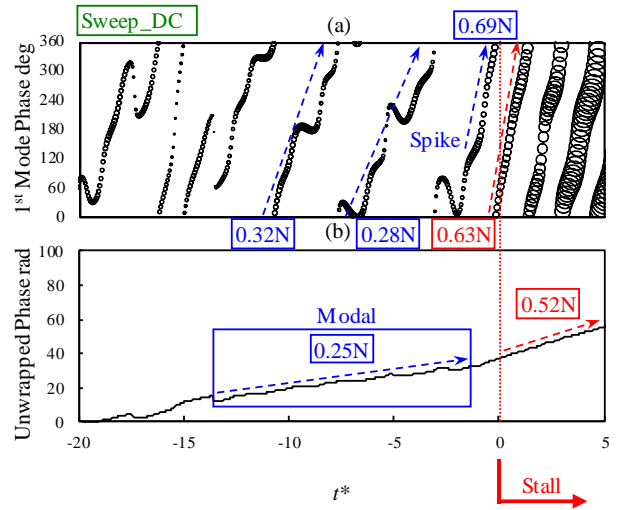 Sweep_DC
(a)
0.69N
1st Mode Phase deg
360
300
240
180
120
60
0
Spike
0.32N
(b)
0.28N
0.63N
Unwrapped Phase rad
100
80
60
40
20
0
Modal
0.25N
0.52N
-20 -15 -10 -5 0 5
t*
Stall